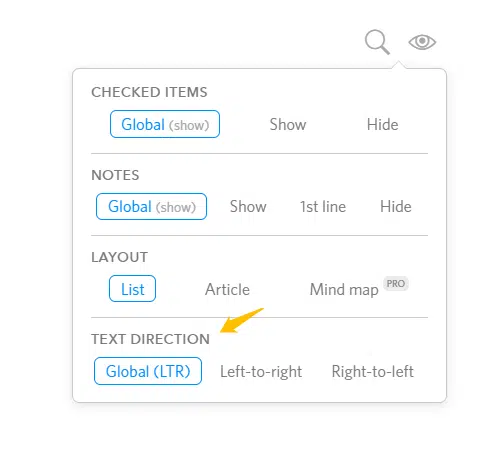 CHECKED ITEMS
Global (show) Show Hide
NOTES
Global (show) Show 1st line Hide
LAYOUT
List Article Mind map PRO
TEXT DIRECTION
Global (LTR) Left-to-right Right-to-left